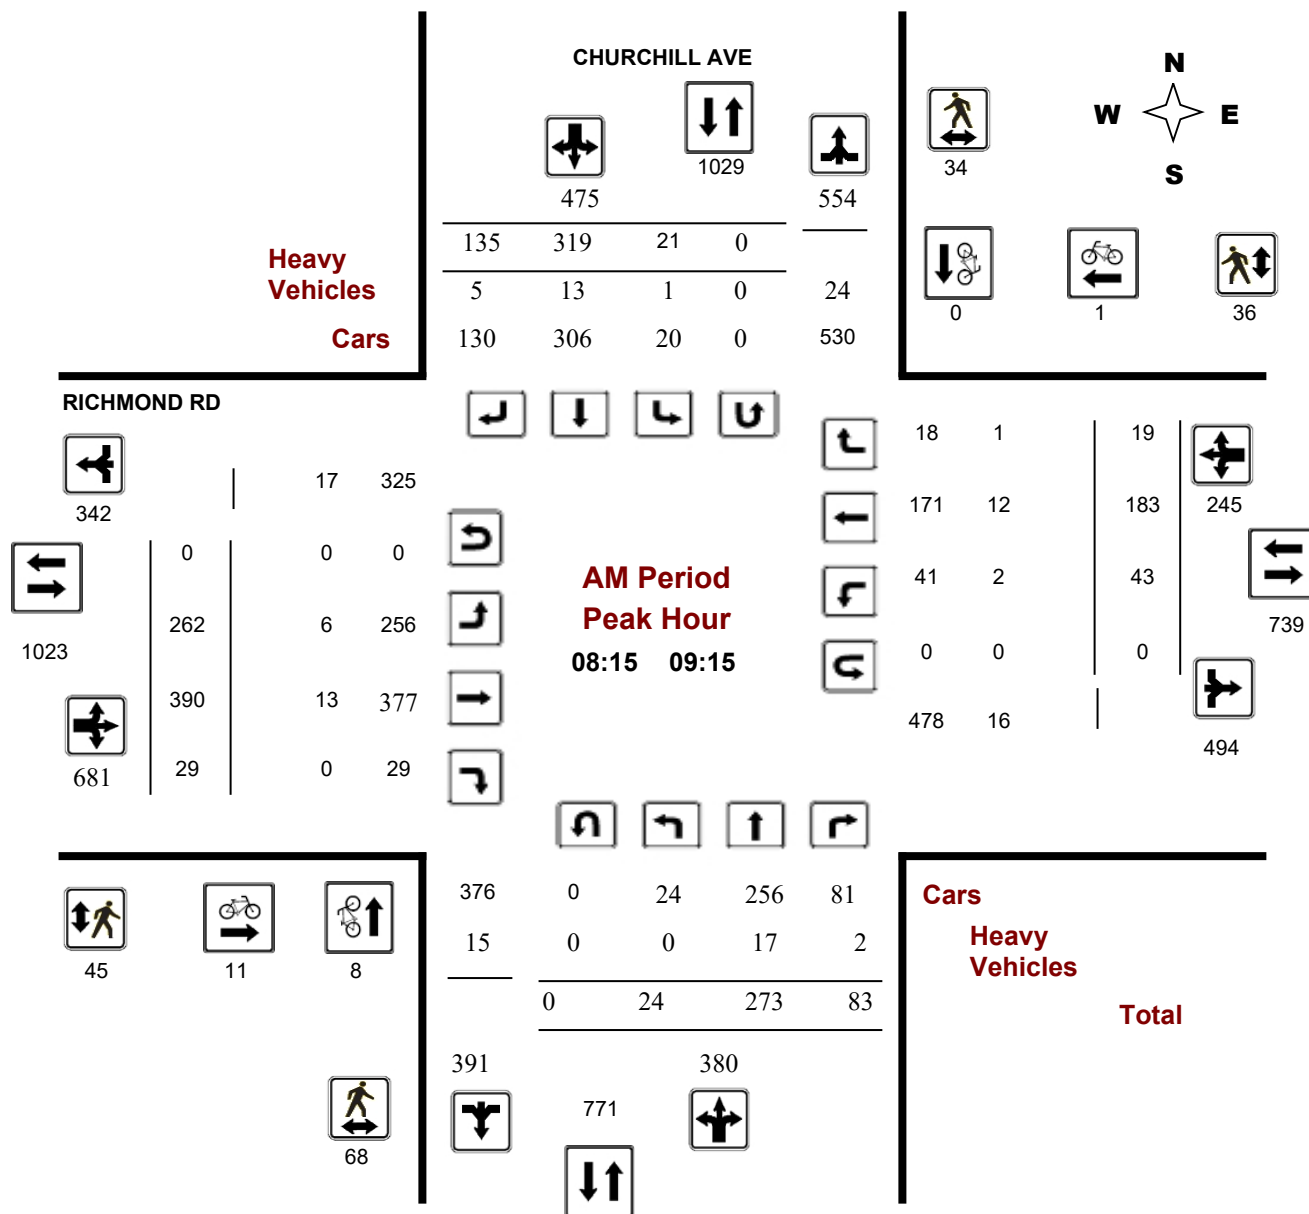 CHURCHILL AVE
N
W E
S
1029
34
475 554
135 319 21 0
Heavy
Vehicles
5 13 1 0 24
0 1 36
Cars 130 306 20 0 530
RICHMOND RD
18 1 19
17 325
342
171 12 183 245
0 0 0
AM Period
41 2 43
Peak Hour
262 6 256
739
1023
08:15 09:15
0 0 0
390 13 377
478 16
494
681 29 0 29
376 0 24 256 81 Cars
15 0 0 17 2 Heavy
Vehicles
45 11 8
0 24 273 83
Total
391 380
771
68